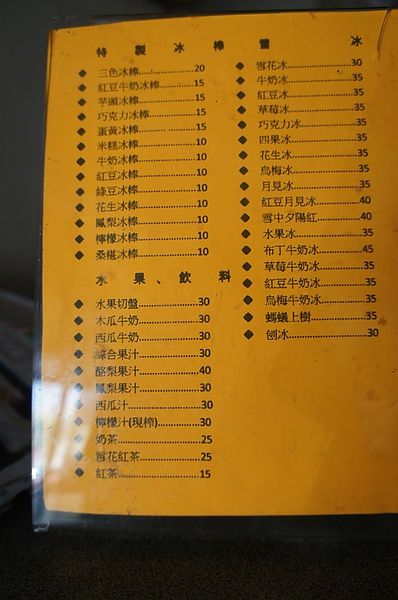 特製冰棒
三色冰棒 20
紅豆牛奶冰棒 15
芋頭冰棒 15
巧克力冰棒 15
蛋黃冰棒 15
米糕冰棒 10
牛奶冰棒 10
紅豆冰棒 10
綠豆冰棒 10
花生冰棒 10
鳳梨冰棒 10
檸檬冰棒 10
桑椹冰棒 10
水果、飲料
水果切盤 30
木瓜牛奶 30
西瓜牛奶 30
綜合果汁 30
酪梨果汁 40
鳳梨果汁 30
西瓜汁 30
檸檬汁(現榨) 30
奶茶 25
雪花紅茶 25
紅茶 15
雪冰
雪花冰 30
牛奶冰 35
紅豆冰 35
草莓冰 35
巧克力冰 35
四果冰 35
花生冰 35
烏梅冰 35
月見冰 35
紅豆月見冰 40
雪中夕陽紅 40
水果冰 35
布丁牛奶冰 45
草莓牛奶冰 35
紅豆牛奶冰 35
烏梅牛奶冰 35
螞蟻上樹 35
刨冰 30